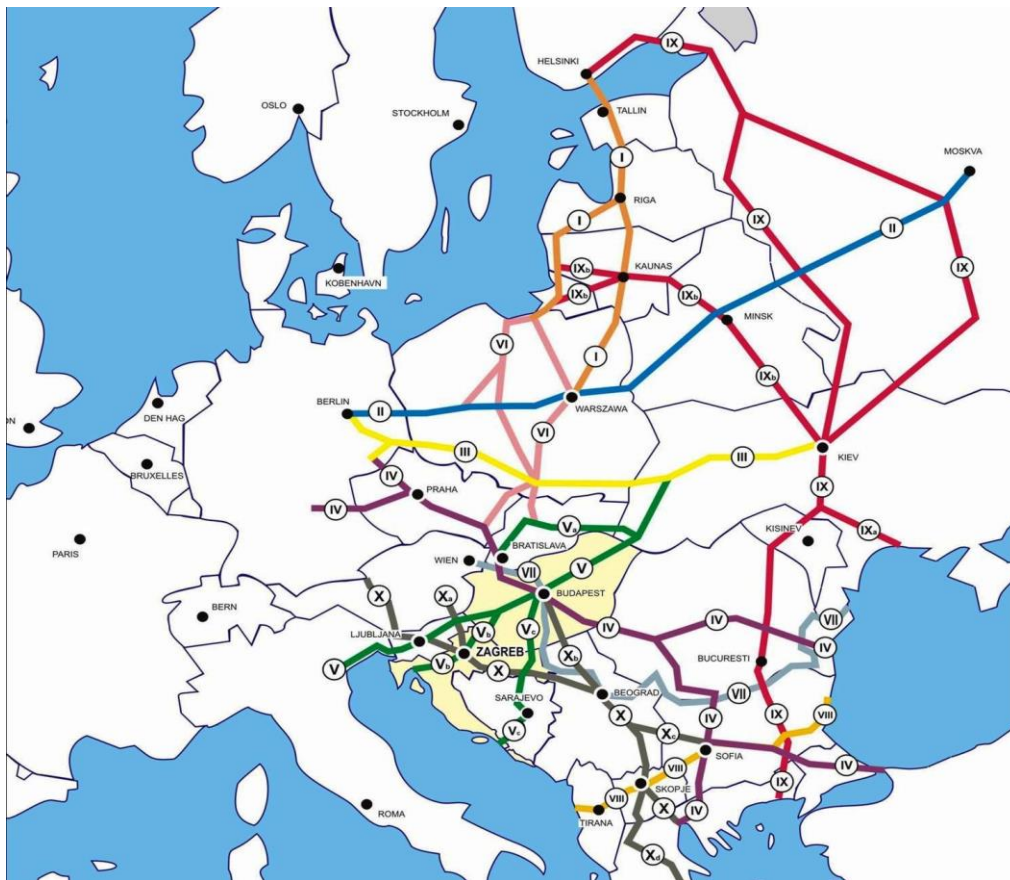 IX
HELSINKI
OSLO
STOCKHOLM
TALLIN
MOSKVA
I
RIGA
I
IX
II
KOBENHAVN
IXb
KAUNAS
IX
IXb
IXb
MINSK
VI
I
IXb
BERLIN
II
WARSZAWA
DEN HAG
ON
VI
BRUXELLES
III
III
KIEV
IV
PRAHA
IX
IV
Va
KISINEV
IXa
PARIS
BRATISLAVA
WIEN
VII
V
X
Xa
BUDAPEST
BERN
LJUBLJANA
Vb
Vc
IV
IV
VII
IV
ZAGREB
V
Vb
X
Xb
BUCURESTI
SARAJEVO
BEOGRAD
VII
X
IV
IX
VIII
Vc
Xc
SOFIA
IV
VIII
SKOPJE
IX
ROMA
VIII
TIRANA
X
IV
Xd